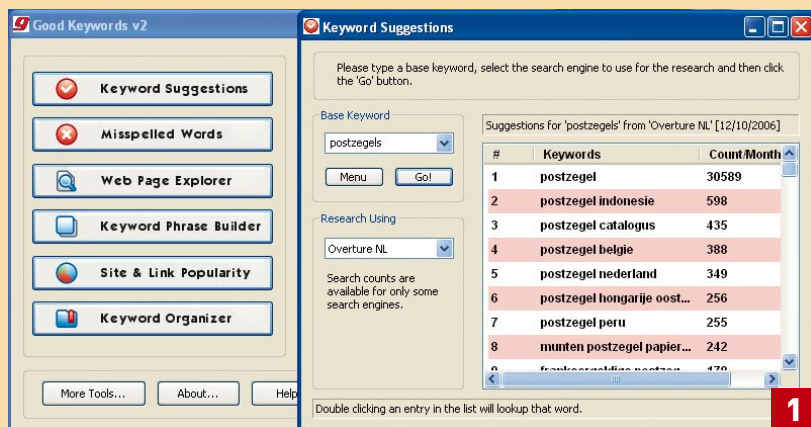 Good Keywords v2
Keyword Suggestions
Misspelled Words
Web Page Explorer
Keyword Phrase Builder
Site & Link Popularity
Keyword Organizer
More Tools...
About...
Help
Keyword Suggestions
Please type a base keyword, select the search engine to use for the research and then click
the 'Go' button.
Base Keyword
postzegels
Menu
Go!
Research Using
Overture NL
Search counts are
available for only some
search engines.
Suggestions for 'postzegels' from 'Overture NL' [12/10/2006]
# Keywords Count/Month
1 postzegel 30589
2 postzegel indonesie 598
3 postzegel catalogus 435
4 postzegel belgie 388
5 postzegel nederland 349
6 postzegel hongarije oost... 256
7 postzegel peru 255
8 munten postzegel papier... 242
Double clicking an entry in the list will lookup that word.
1